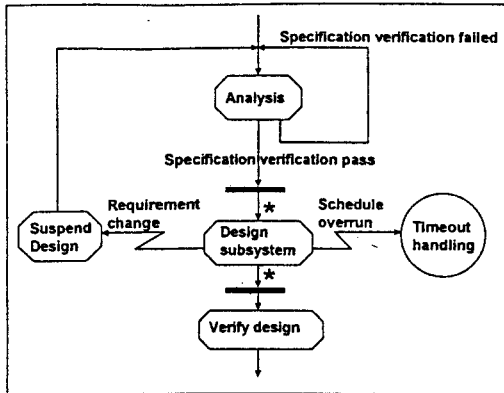 Specification verification failed
Analysis
Specification verification pass
*
Requirement
change
Schedule
overrun
Suspend
Design
Design
subsystem
Timeout
handling
*
Verify design